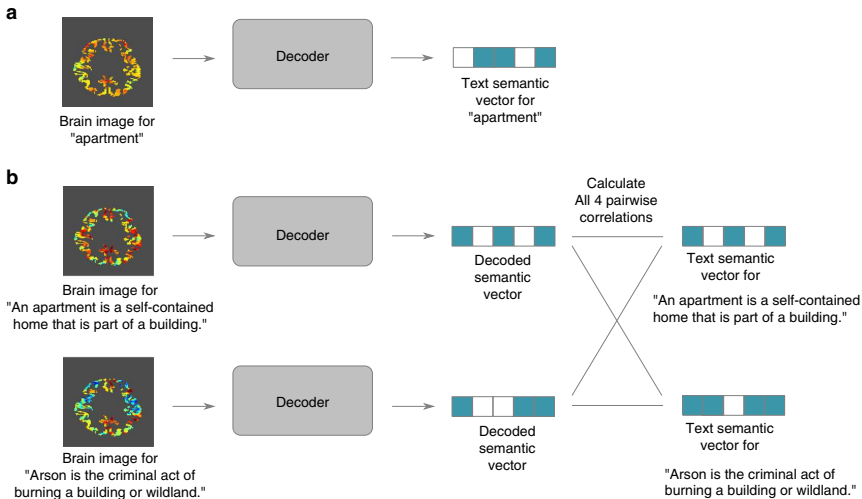 a
Decoder
Brain image for
"apartment"
Text semantic
vector for
"apartment"
b
Calculate
All 4 pairwise
correlations
Decoder
Brain image for
"An apartment is a self-contained
home that is part of a building."
Decoded
semantic
vector
Text semantic
vector for
"An apartment is a self-contained
home that is part of a building."
Decoder
Brain image for
"Arson is the criminal act of
burning a building or wildland."
Decoded
semantic
vector
Text semantic
vector for
"Arson is the criminal act of
burning a building or wildland."